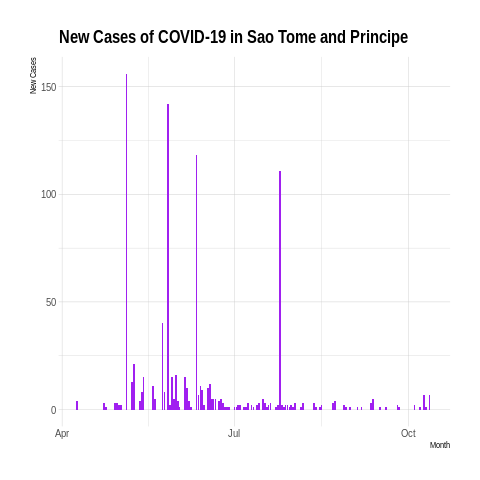 New Cases of COVID-19 in Sao Tome and Principe
New Cases
150
100
50
0
Apr
Jul
Oct
Month